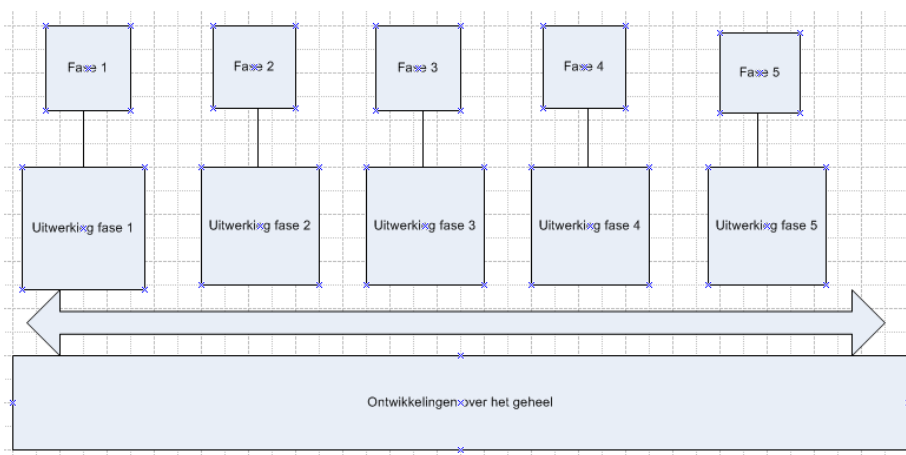 Fase 1
Fase 2
Fase 3
Fase 4
Fase 5
Uitwerking fase 1
Uitwerking fase 2
Uitwerking fase 3
Uitwerking fase 4
Uitwerking fase 5
Ontwikkelingen over het geheel